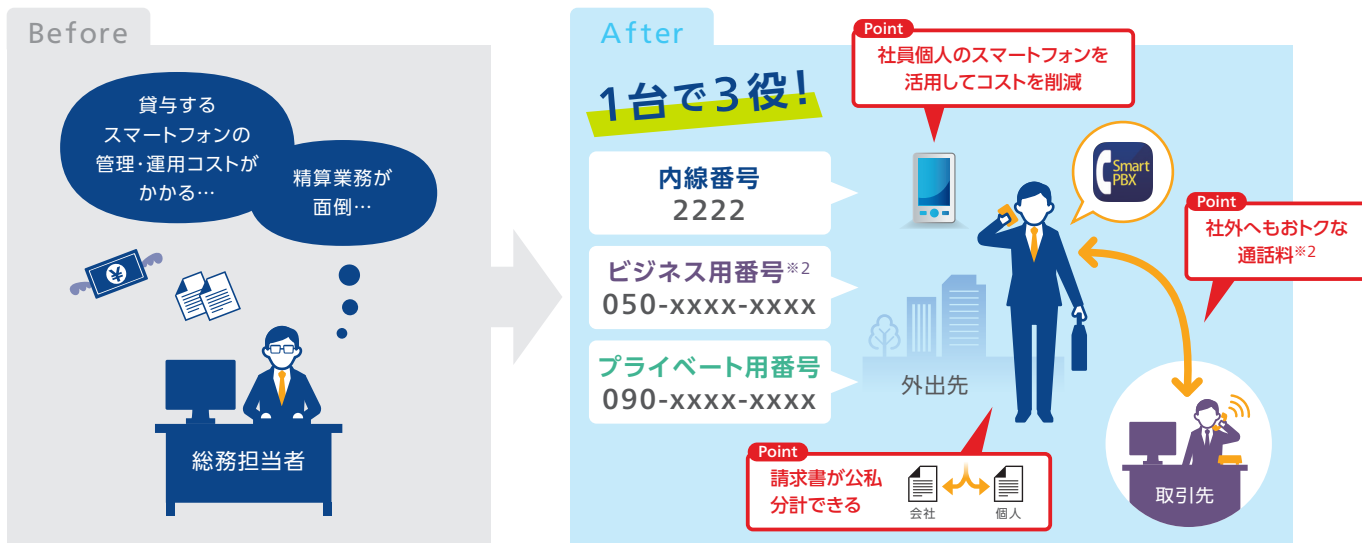 Before
貸与する
スマートフォンの
管理・運用コストが
かかる…
精算業務が
面倒…
¥
総務担当者
After
1台で3役!
Point
社員個人のスマートフォンを
活用してコストを削減
内線番号
2222
ビジネス用番号※2
050-xxxx-xxxx
プライベート用番号
090-xxxx-xxxx
Smart
PBX
Point
社外へもおトクな
通話料※2
外出先
Point
請求書が公私
分計できる
会社
個人
取引先